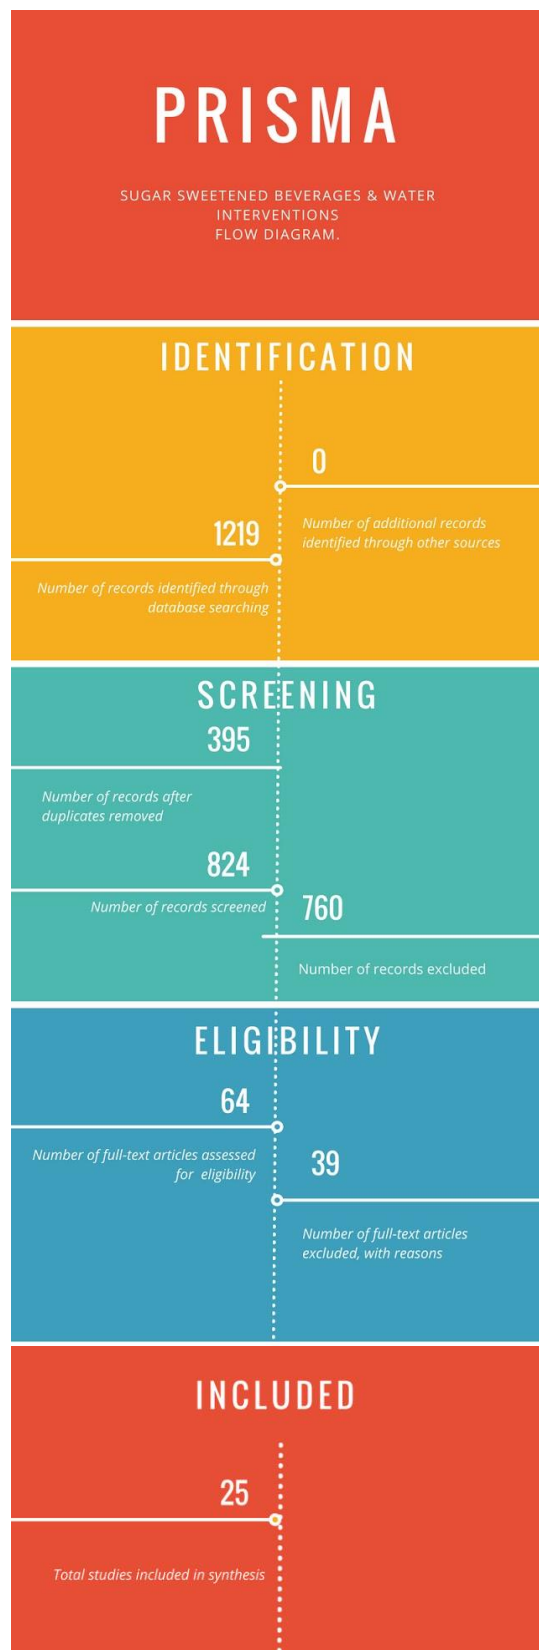 PRISMA
SUGAR SWEETENED BEVERAGES & WATER
INTERVENTIONS
FLOW DIAGRAM.
IDENTIFICATION
0
Number of additional records
identified through other sources
1219
Number of records identified through
database searching
SCREENING
395
Number of records after
duplicates removed
824
Number of records screened
760
Number of records excluded
ELIGIBILITY
64
Number of full-text articles assessed
for eligibility
39
Number of full-text articles
excluded, with reasons
INCLUDED
25
Total studies included in synthesis